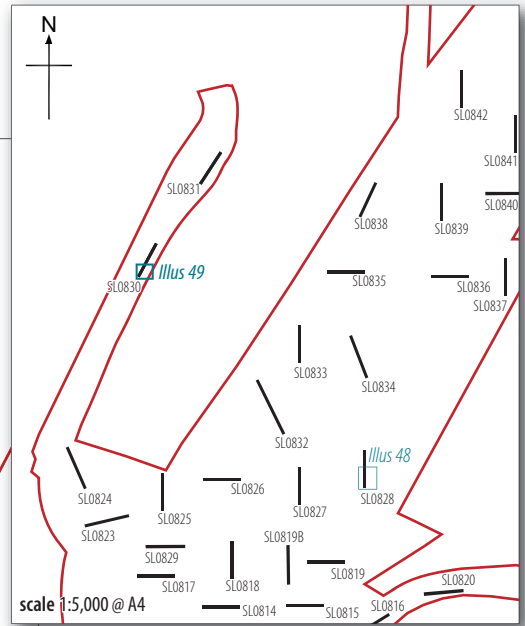 N
SL0842
SL0841
SL0831
SL0840
SL0838
SL0839
SL0830
Illus 49
SL0835
SL0836
SL0837
SL0833
SL0834
SL0832
Illus 48
SL0824
SL0826
SL0828
SL0825
SL0827
SL0823
SL0819B
SL0829
SL0819
SL0820
SL0817
SL0818
scale 1:5,000 @ A4
SL0814
SL0815
SL0816